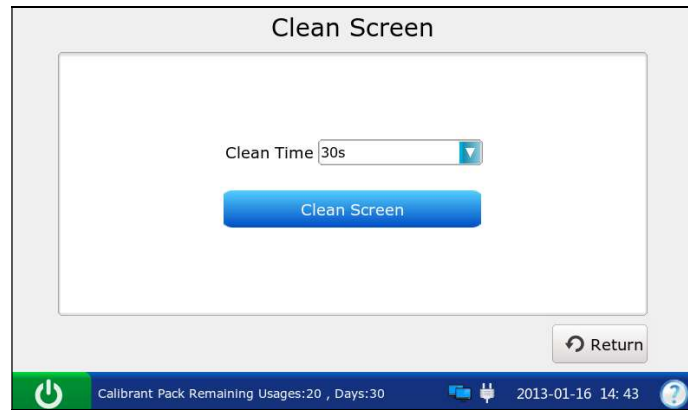 Clean Screen
Clean Time 30s
Clean Screen
Return
Calibrant Pack Remaining Usages:20 , Days:30 2013-01-16 14: 43 ?